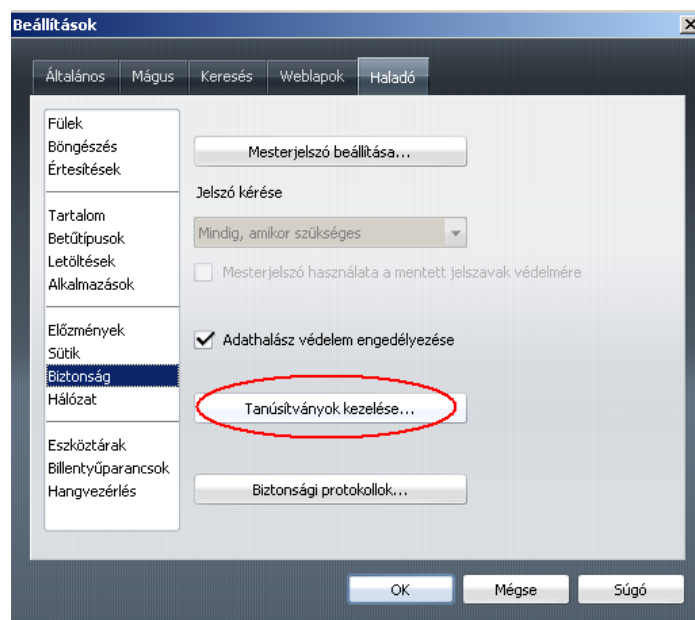 Beállítások
Általános Mágus Keresés Weblapok Haladó
Fülek
Böngészés
Értesítések
Tartalom
Betűtípusok
Letöltések
Alkalmazások
Előzmények
Sütik
Biztonság
Hálózat
Eszköztárak
Billentyűparancsok
Hangvezérlés
Mesterjelszó beállítása...
Jelszó kérése
Mindig, amikor szükséges
Mesterjelszó használata a mentett jelszavak védelmére
Adathalász védelem engedélyezése
Tanúsítványok kezelése...
Biztonsági protokollok...
OK Mégse Súgó